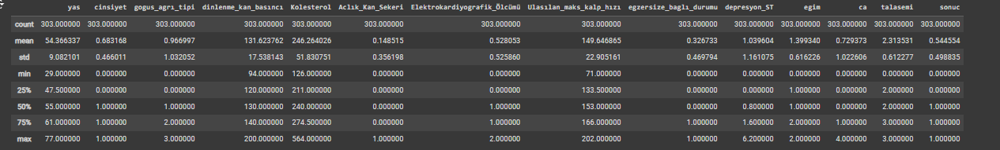 yas cinsiyet gogus_agrı_tipi dinlenme_kan_basıncı Kolesterol Aclık_Kan_Sekeri Elektrokardiyografik_Ölcümü Ulasılan_maks_kalp_hızı egzersize_baglı_durumu depresyon_ST egim ca talasemi sonuc
count 303.000000 303.000000 303.000000 303.000000 303.000000 303.000000 303.000000 303.000000 303.000000 303.000000 303.000000 303.000000 303.000000 303.000000
mean 54.366337 0.683168 0.966997 131.623762 246.264026 0.148515 0.528053 149.646865 0.326733 1.039604 1.399340 0.729373 2.313531 0.544554
std 9.082101 0.466011 1.032052 17.538143 51.830751 0.356198 0.525860 22.905161 0.469794 1.161075 0.616226 1.022606 0.612277 0.498835
min 29.000000 0.000000 0.000000 94.000000 126.000000 0.000000 0.000000 71.000000 0.000000 0.000000 0.000000 0.000000 0.000000 0.000000
25% 47.500000 0.000000 0.000000 120.000000 211.000000 0.000000 0.000000 133.500000 0.000000 0.000000 1.000000 0.000000 2.000000 0.000000
50% 55.000000 1.000000 1.000000 130.000000 240.000000 0.000000 1.000000 153.000000 0.000000 0.800000 1.000000 0.000000 2.000000 1.000000
75% 61.000000 1.000000 2.000000 140.000000 274.500000 0.000000 1.000000 166.000000 1.000000 1.600000 2.000000 1.000000 3.000000 1.000000
max 77.000000 1.000000 3.000000 200.000000 564.000000 1.000000 2.000000 202.000000 1.000000 6.200000 2.000000 4.000000 3.000000 1.000000